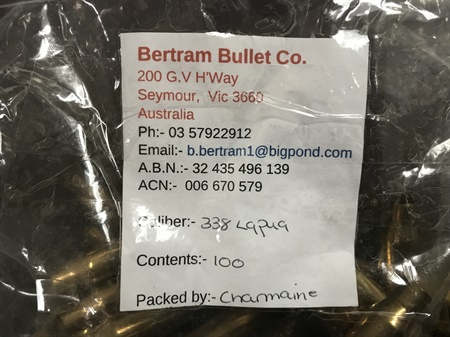 Bertram Bullet Co.
200 G.V H'Way
Seymour, Vic 3660
Australia
Ph:- 03 57922912
Email:- b.bertram1@bigpond.com
A.B.N.:- 32 435 496 139
ACN:- 006 670 579
Caliber:- 338 Lapua
Contents:- 100
Packed by:- Charmaine